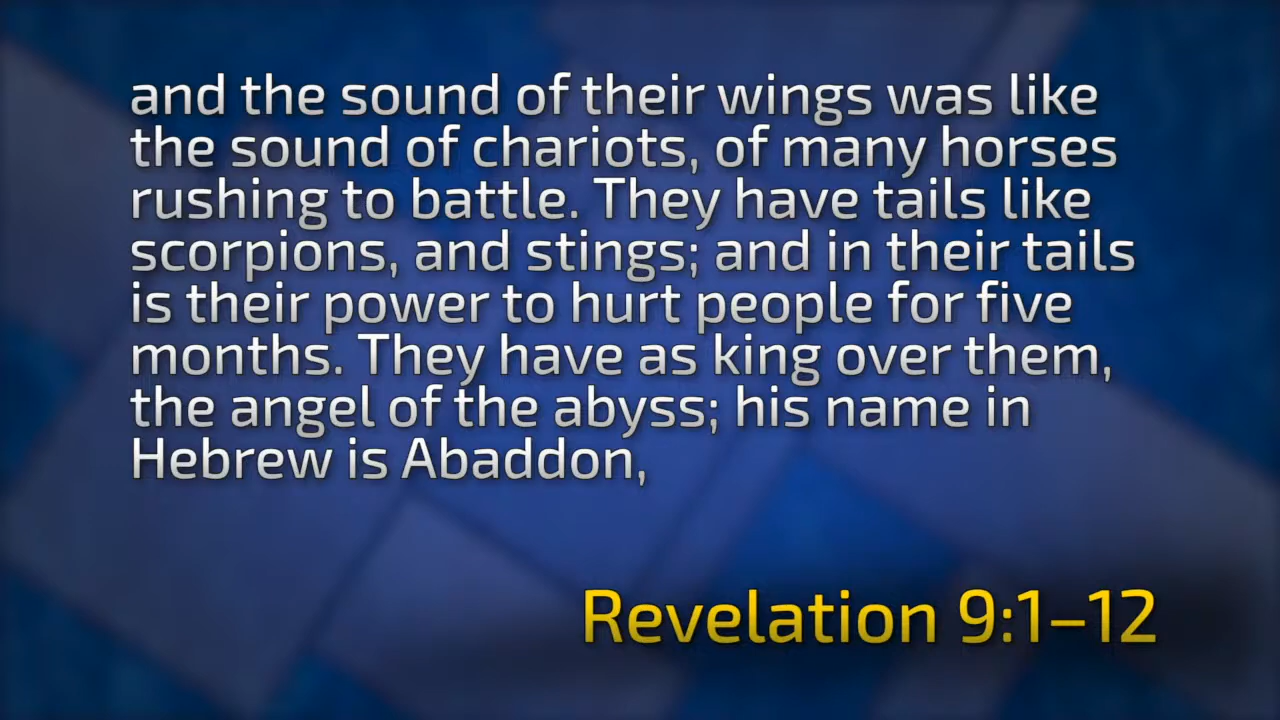 and the sound of their wings was like
the sound of chariots, of many horses
rushing to battle. They have tails like
scorpions, and stings; and in their tails
is their power to hurt people for five
months. They have as king over them,
the angel of the abyss; his name in
Hebrew is Abaddon,
Revelation 9:1–12